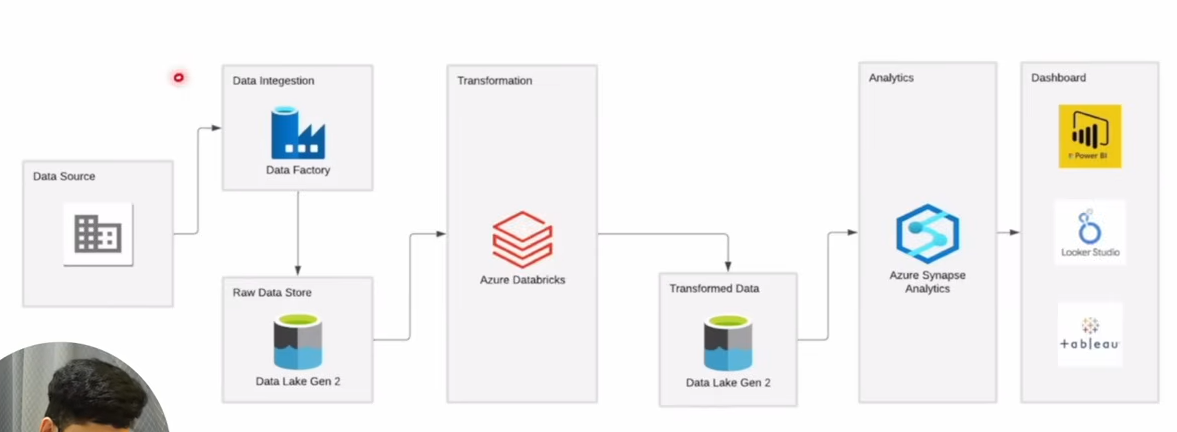 Data Source
Data Integestion
Data Factory
Raw Data Store
Data Lake Gen 2
Transformation
Azure Databricks
Transformed Data
Data Lake Gen 2
Analytics
Azure Synapse
Analytics
Dashboard
Power BI
Looker Studio
+ableau